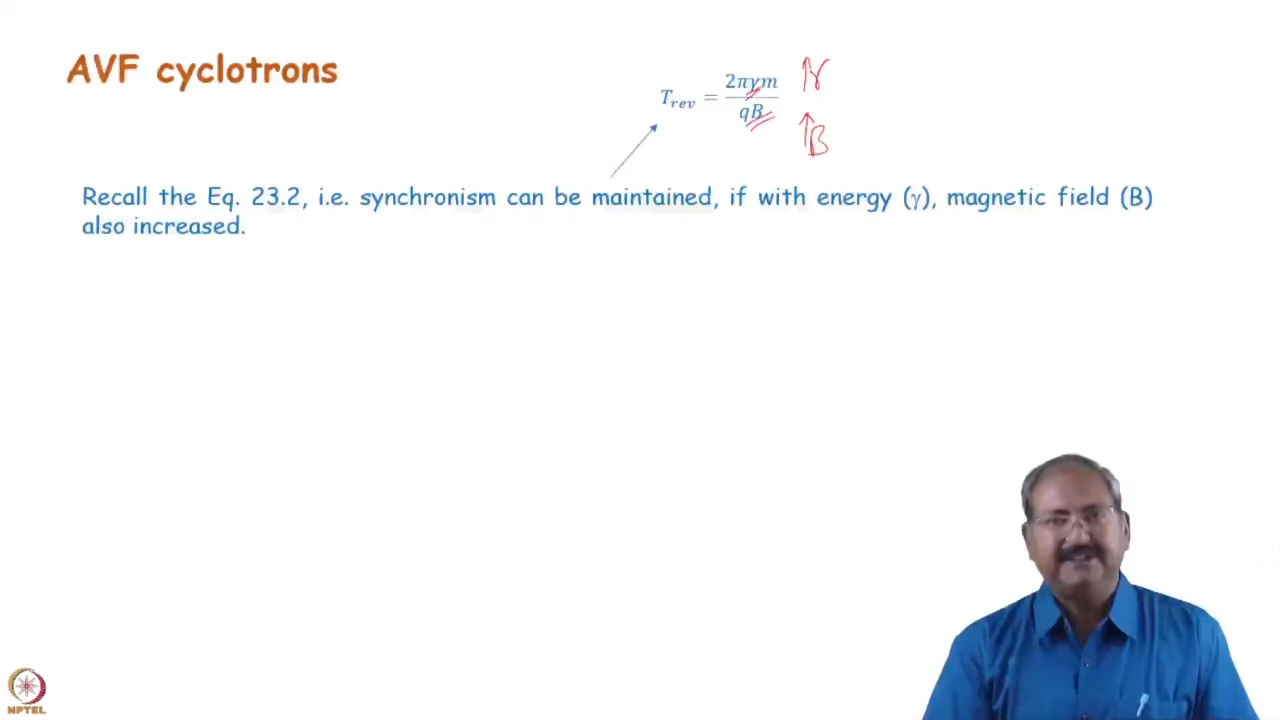 AVF cyclotrons
T_rev = 2πγm / qB
↑γ
↑B
Recall the Eq. 23.2, i.e. synchronism can be maintained, if with energy (γ), magnetic field (B)
also increased.
NPTEL